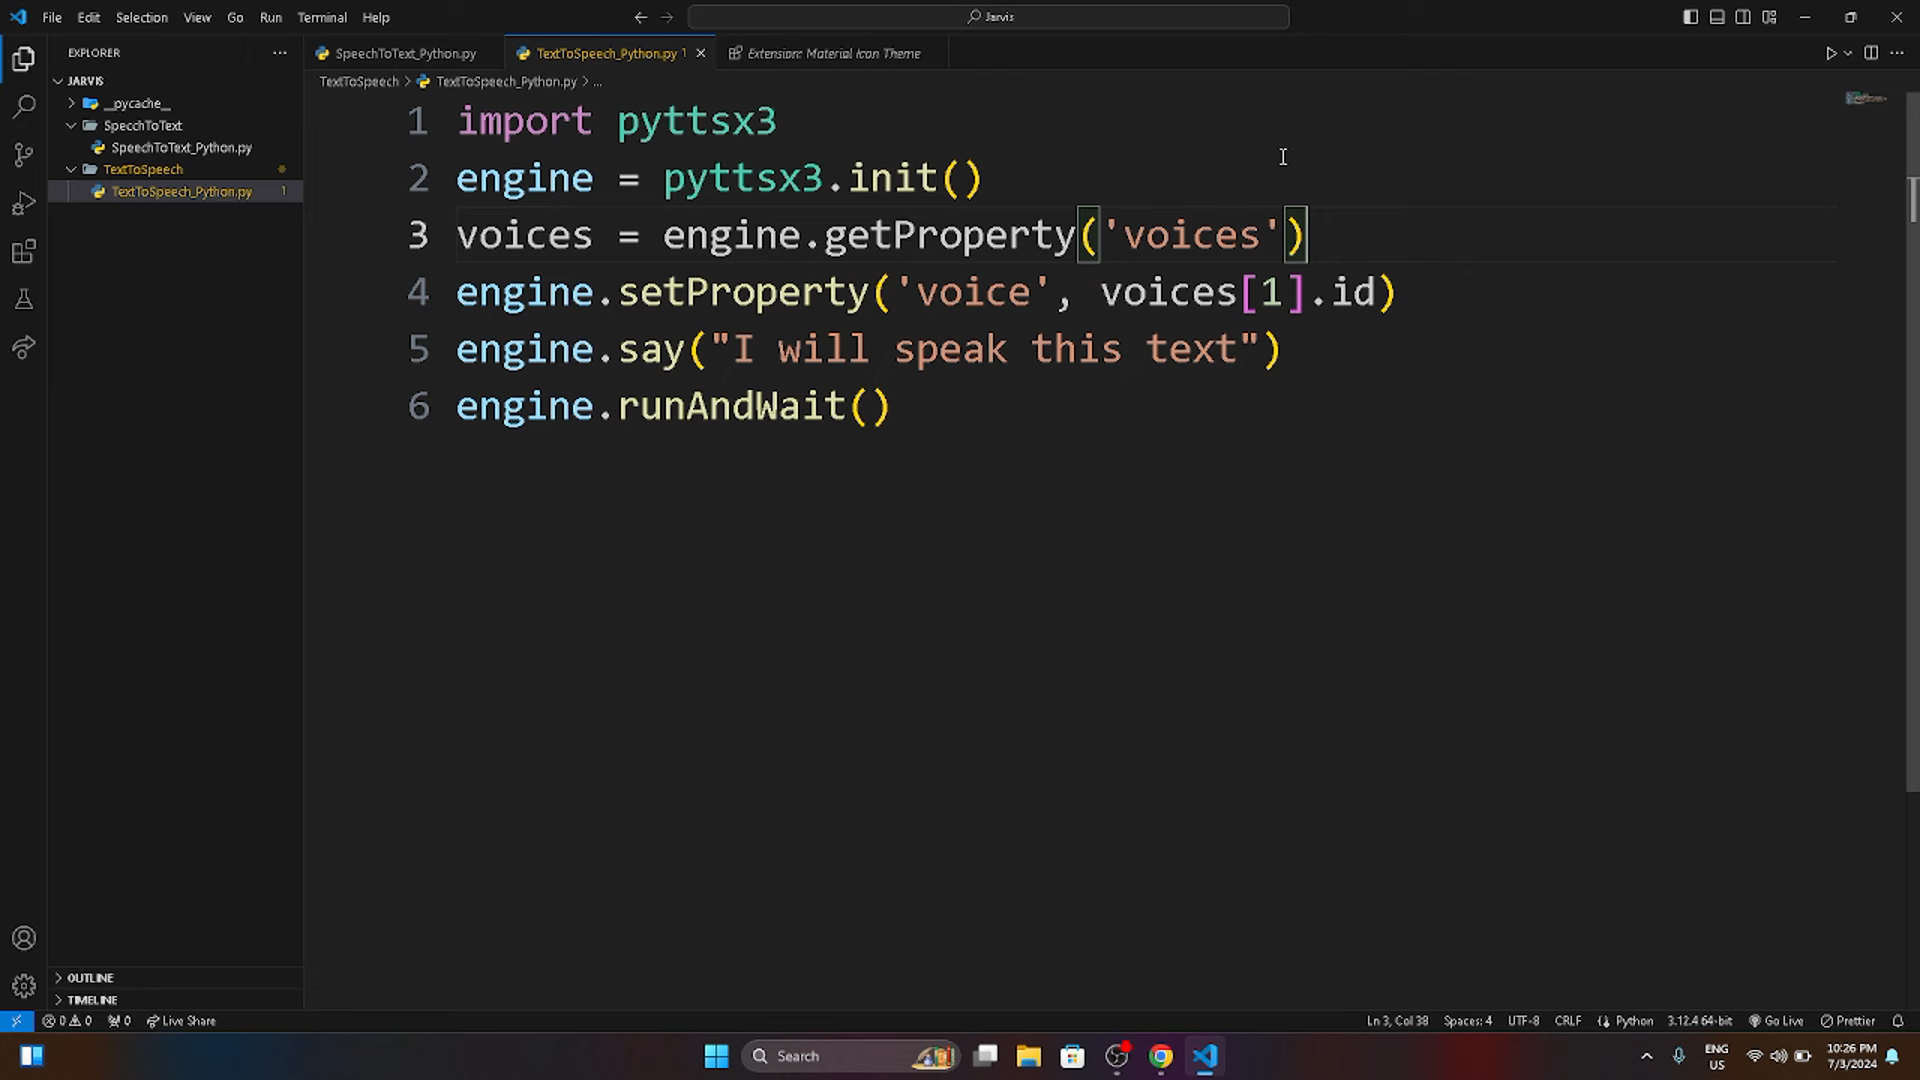 File Edit Selection View Go Run Terminal Help
Jarvis
EXPLORER
JARVIS
__pycache__
SpecchToText
SpeechToText_Python.py
TextToSpeech
TextToSpeech_Python.py 1
OUTLINE
TIMELINE
SpeechToText_Python.py TextToSpeech_Python.py 1 Extension: Material Icon Theme
TextToSpeech > TextToSpeech_Python.py > ...
1 import pyttsx3
2 engine = pyttsx3.init()
3 voices = engine.getProperty('voices')
4 engine.setProperty('voice', voices[1].id)
5 engine.say("I will speak this text")
6 engine.runAndWait()
0 0 0 Live Share Ln 3, Col 38 Spaces: 4 UTF-8 CRLF Python 3.12.4 64-bit Go Live Prettier
Search
ENG
US
10:26 PM
7/3/2024